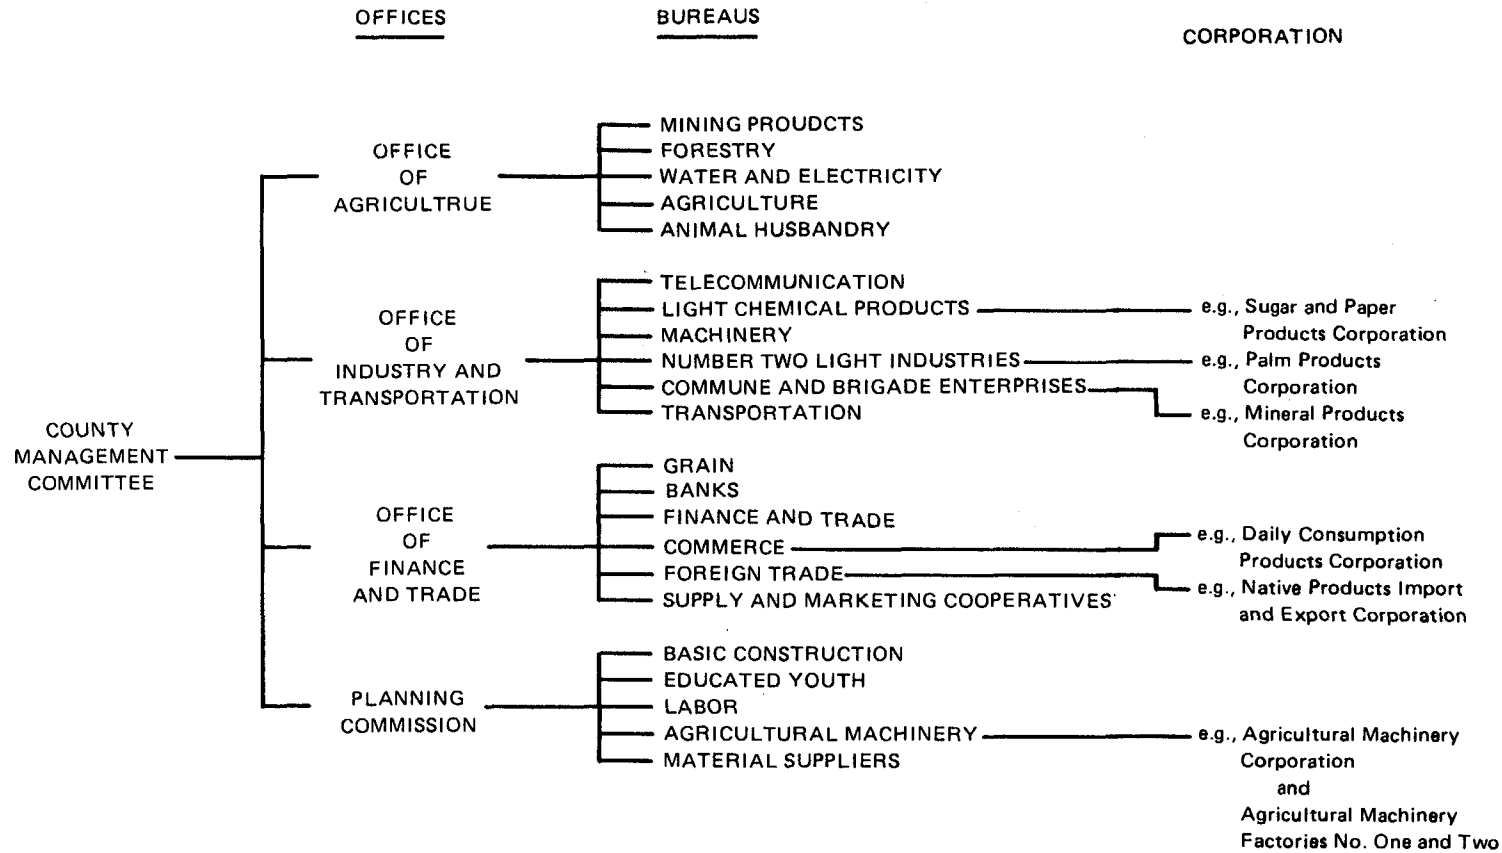 OFFICES
BUREAUS
CORPORATION
COUNTY
MANAGEMENT
COMMITTEE
OFFICE
OF
AGRICULTRUE
MINING PROUDCTS
FORESTRY
WATER AND ELECTRICITY
AGRICULTURE
ANIMAL HUSBANDRY
OFFICE
OF
INDUSTRY AND
TRANSPORTATION
TELECOMMUNICATION
LIGHT CHEMICAL PRODUCTS
e.g., Sugar and Paper
Products Corporation
MACHINERY
NUMBER TWO LIGHT INDUSTRIES
e.g., Palm Products
Corporation
COMMUNE AND BRIGADE ENTERPRISES
e.g., Mineral Products
Corporation
TRANSPORTATION
OFFICE
OF
FINANCE
AND TRADE
GRAIN
BANKS
FINANCE AND TRADE
COMMERCE
e.g., Daily Consumption
Products Corporation
FOREIGN TRADE
e.g., Native Products Import
and Export Corporation
SUPPLY AND MARKETING COOPERATIVES
PLANNING
COMMISSION
BASIC CONSTRUCTION
EDUCATED YOUTH
LABOR
AGRICULTURAL MACHINERY
e.g., Agricultural Machinery
Corporation
and
Agricultural Machinery
Factories No. One and Two
MATERIAL SUPPLIERS